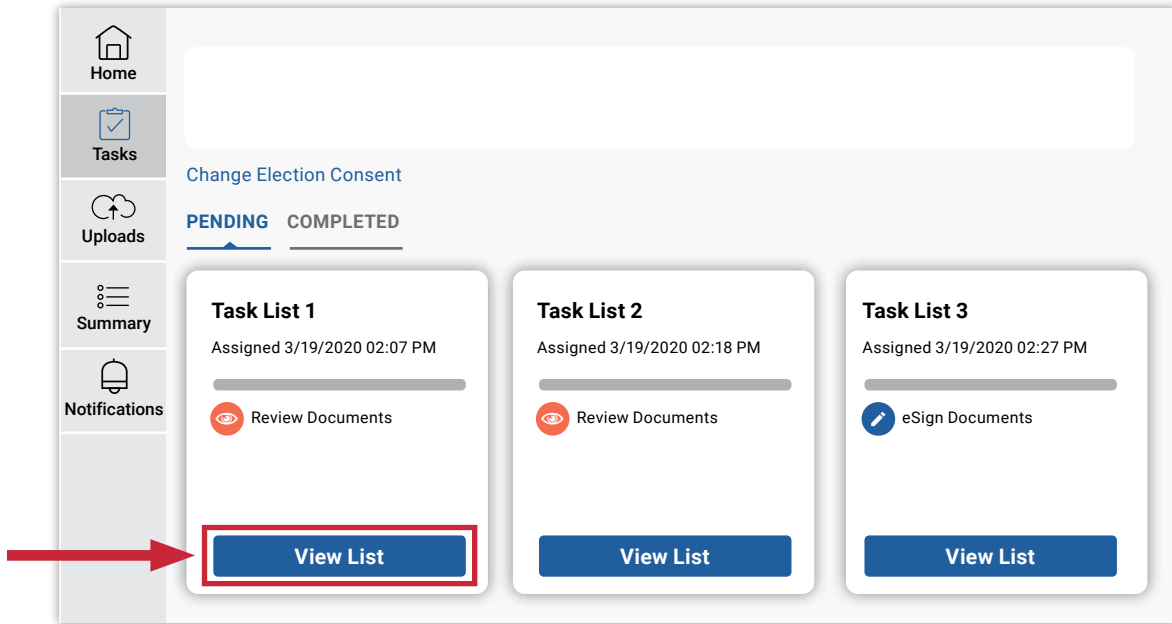 Home
Tasks
Uploads
Summary
Notifications
Change Election Consent
PENDING COMPLETED
Task List 1
Assigned 3/19/2020 02:07 PM
Review Documents
View List
Task List 2
Assigned 3/19/2020 02:18 PM
Review Documents
View List
Task List 3
Assigned 3/19/2020 02:27 PM
eSign Documents
View List